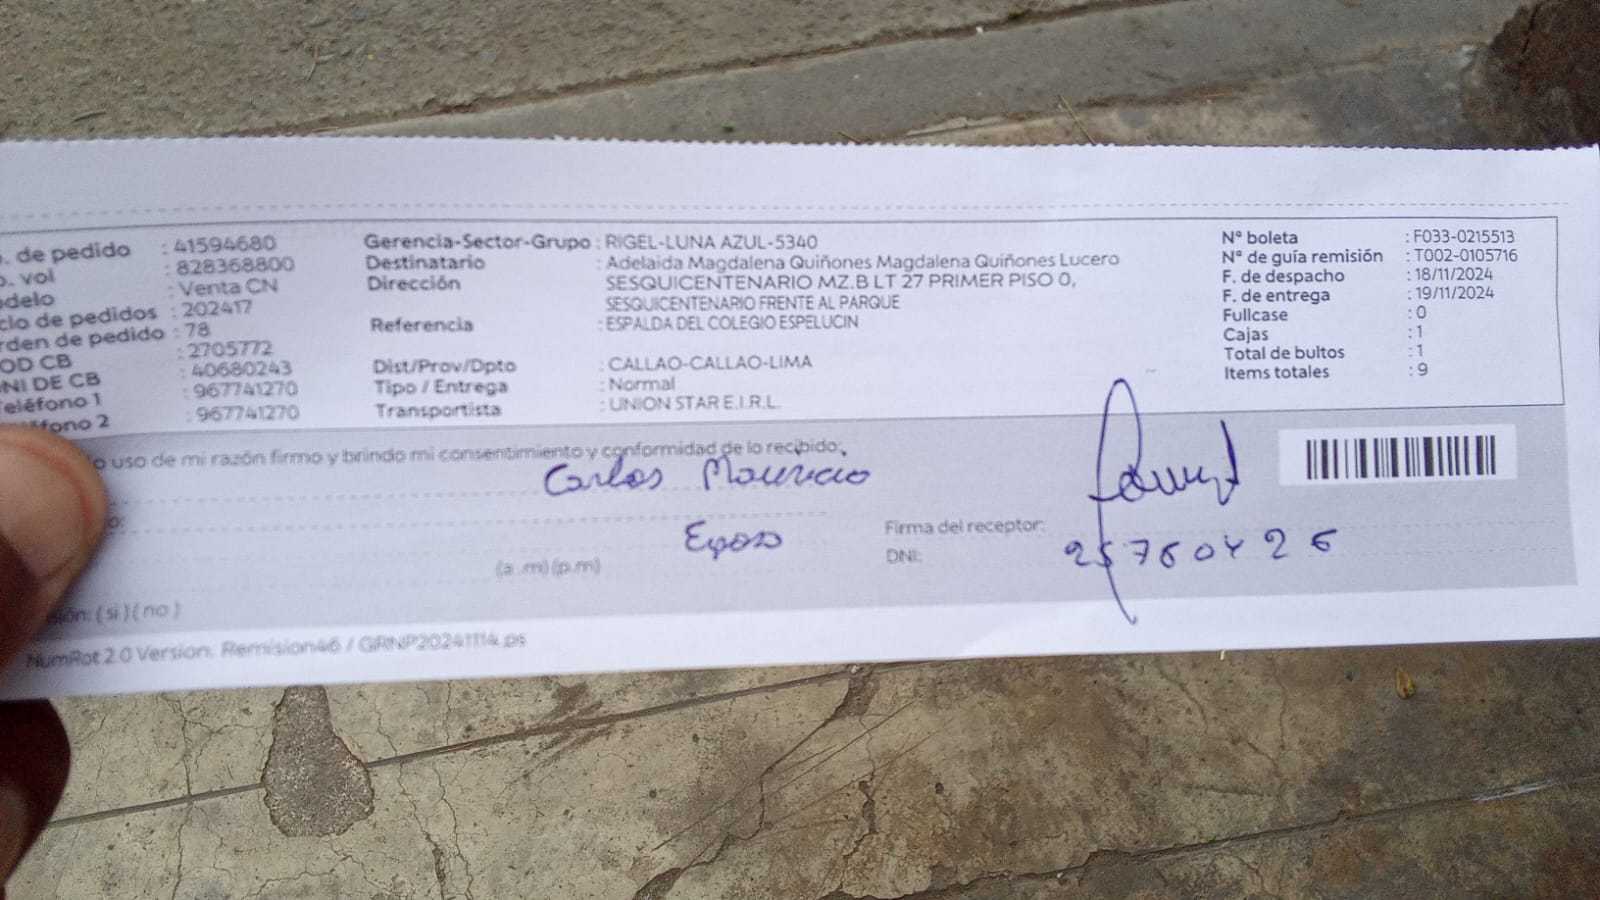 . de pedido : 41594680
o. vol : 828368800
odelo : Venta CN
clo de pedidos : 202417
rden de pedido : 78
OD CB : 2705772
NI DE CB : 40680243
eléfono 1 : 967741270
léfono 2 : 967741270
Gerencia-Sector-Grupo : RIGEL-LUNA AZUL-5340
Destinatario : Adelaida Magdalena Quiñones Magdalena Quiñones Lucero
Dirección : SESQUICENTENARIO MZ.B LT 27 PRIMER PISO 0,
SESQUICENTENARIO FRENTE AL PARQUE
Referencia : ESPALDA DEL COLEGIO ESPELUCIN
Dist/Prov/Dpto : CALLAO-CALLAO-LIMA
Tipo / Entrega : Normal
Transportista : UNION STAR E.I.R.L.
N° boleta : F033-0215513
N° de guía remisión : T002-0105716
F. de despacho : 18/11/2024
F. de entrega : 19/11/2024
Fullcase : 0
Cajas : 1
Total de bultos : 1
Items totales : 9
o uso de mi razón firmo y brindo mi consentimiento y conformidad de lo recibido:
Carlos Mauricio
o:
Esposo
Firma del receptor:
DNI: 25760426
(a .m) (p.m)
sión: ( si ) ( no )
NumRot 2.0 Version. Remision46 / GRNP20241114.ps